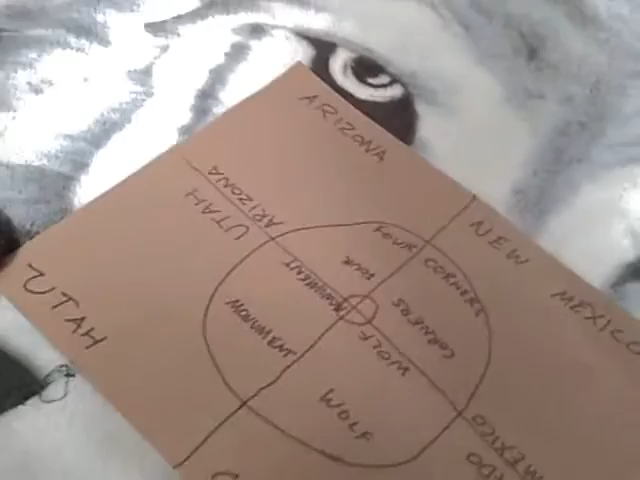 ARIZONA
NEW MEXICO
ARIZONA
UTAH
UTAH
FOUR CORNERS
FOUR
CORNERS
MONUMENT
MONUMENT
WOLF
WOLF
MEXICO